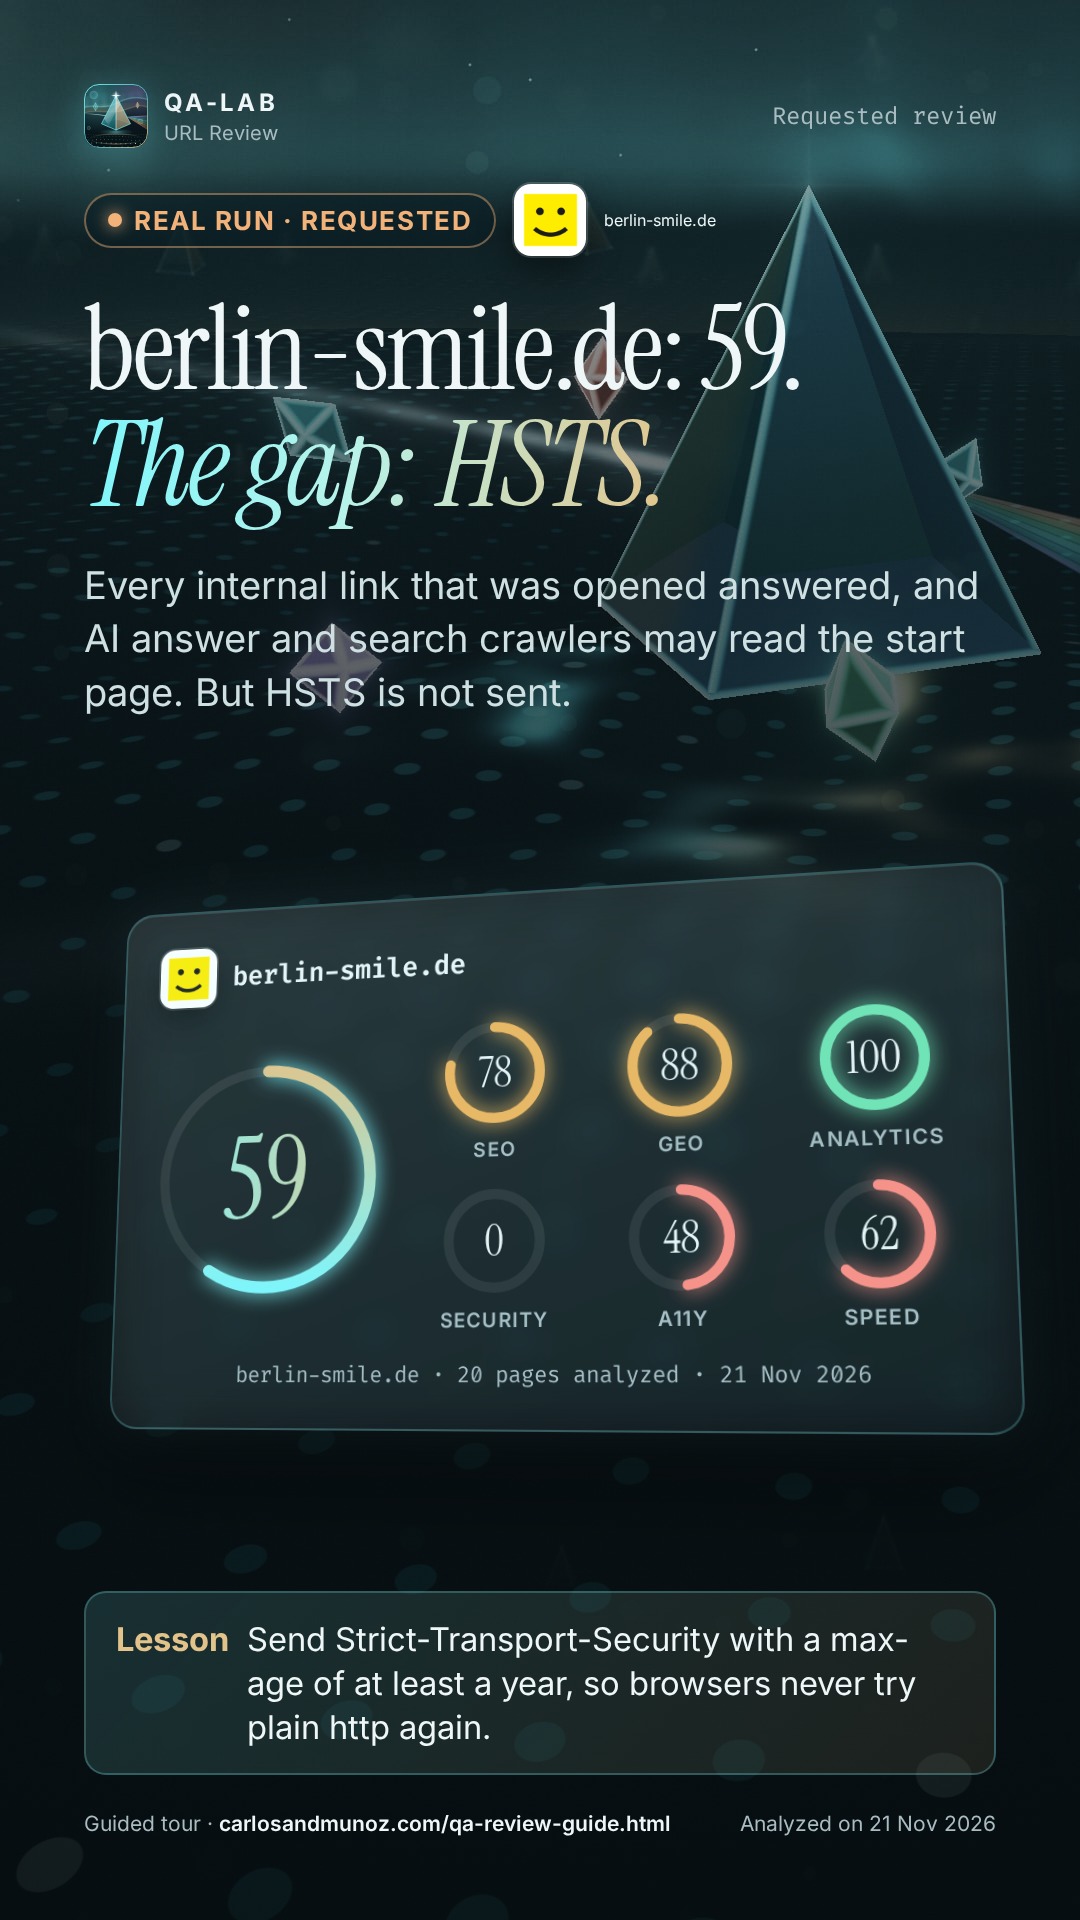 QA-LAB
URL Review
Requested review
REAL RUN · REQUESTED
berlin-smile.de
berlin-smile.de: 59.
The gap: HSTS.
Every internal link that was opened answered, and
AI answer and search crawlers may read the start
page. But HSTS is not sent.
berlin-smile.de
59
78
SEO
88
GEO
100
ANALYTICS
0
SECURITY
48
A11Y
62
SPEED
berlin-smile.de · 20 pages analyzed · 21 Nov 2026
Lesson Send Strict-Transport-Security with a max-
age of at least a year, so browsers never try
plain http again.
Guided tour · carlosandmunoz.com/qa-review-guide.html
Analyzed on 21 Nov 2026